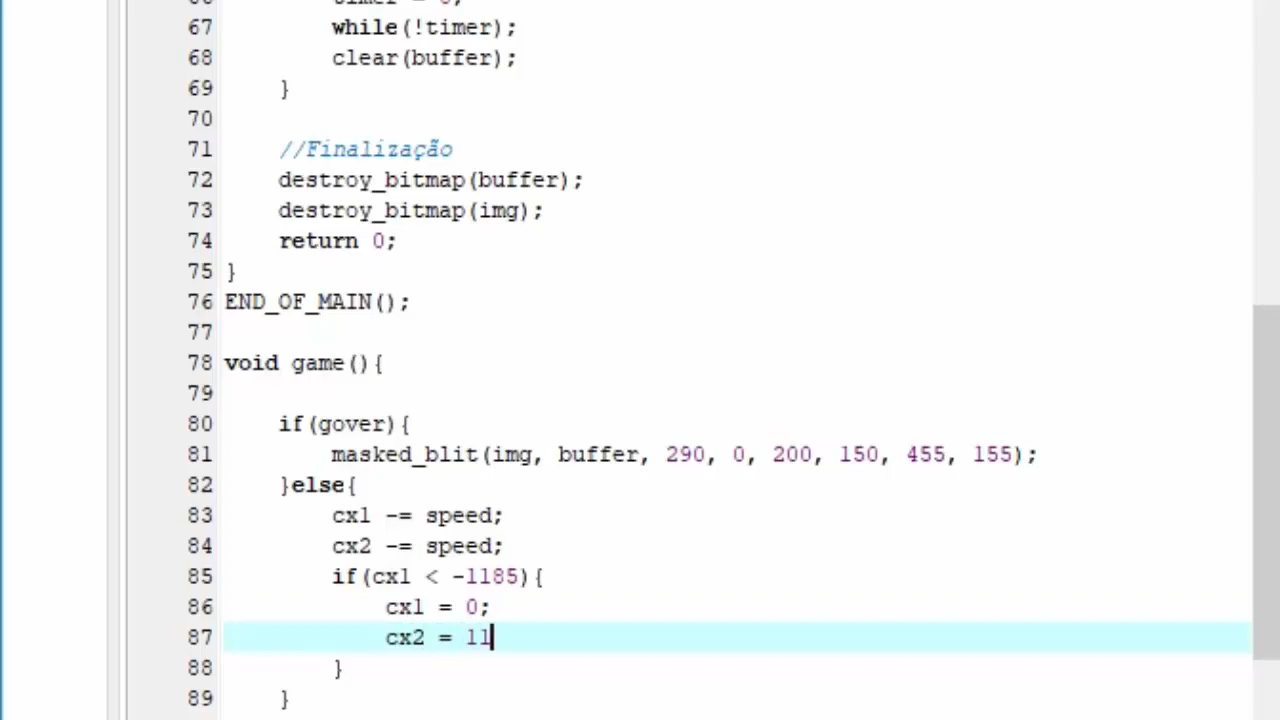 67 while(!timer);
68 clear(buffer);
69 }
70
71 //Finalização
72 destroy_bitmap(buffer);
73 destroy_bitmap(img);
74 return 0;
75 }
76 END_OF_MAIN();
77
78 void game(){
79
80 if(gover){
81 masked_blit(img, buffer, 290, 0, 200, 150, 455, 155);
82 }else{
83 cx1 -= speed;
84 cx2 -= speed;
85 if(cx1 < -1185){
86 cx1 = 0;
87 cx2 = 11
88 }
89 }